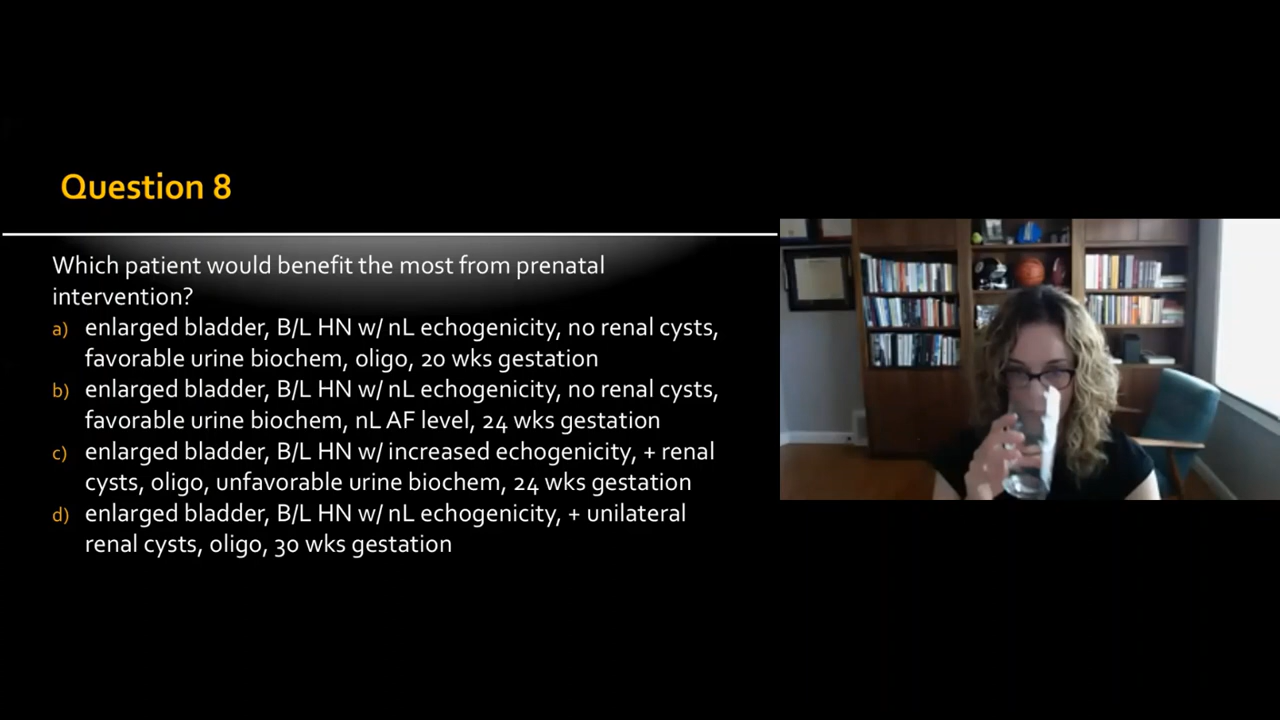 Question 8
Which patient would benefit the most from prenatal
intervention?
a) enlarged bladder, B/L HN w/ nL echogenicity, no renal cysts,
favorable urine biochem, oligo, 20 wks gestation
b) enlarged bladder, B/L HN w/ nL echogenicity, no renal cysts,
favorable urine biochem, nL AF level, 24 wks gestation
c) enlarged bladder, B/L HN w/ increased echogenicity, + renal
cysts, oligo, unfavorable urine biochem, 24 wks gestation
d) enlarged bladder, B/L HN w/ nL echogenicity, + unilateral
renal cysts, oligo, 30 wks gestation